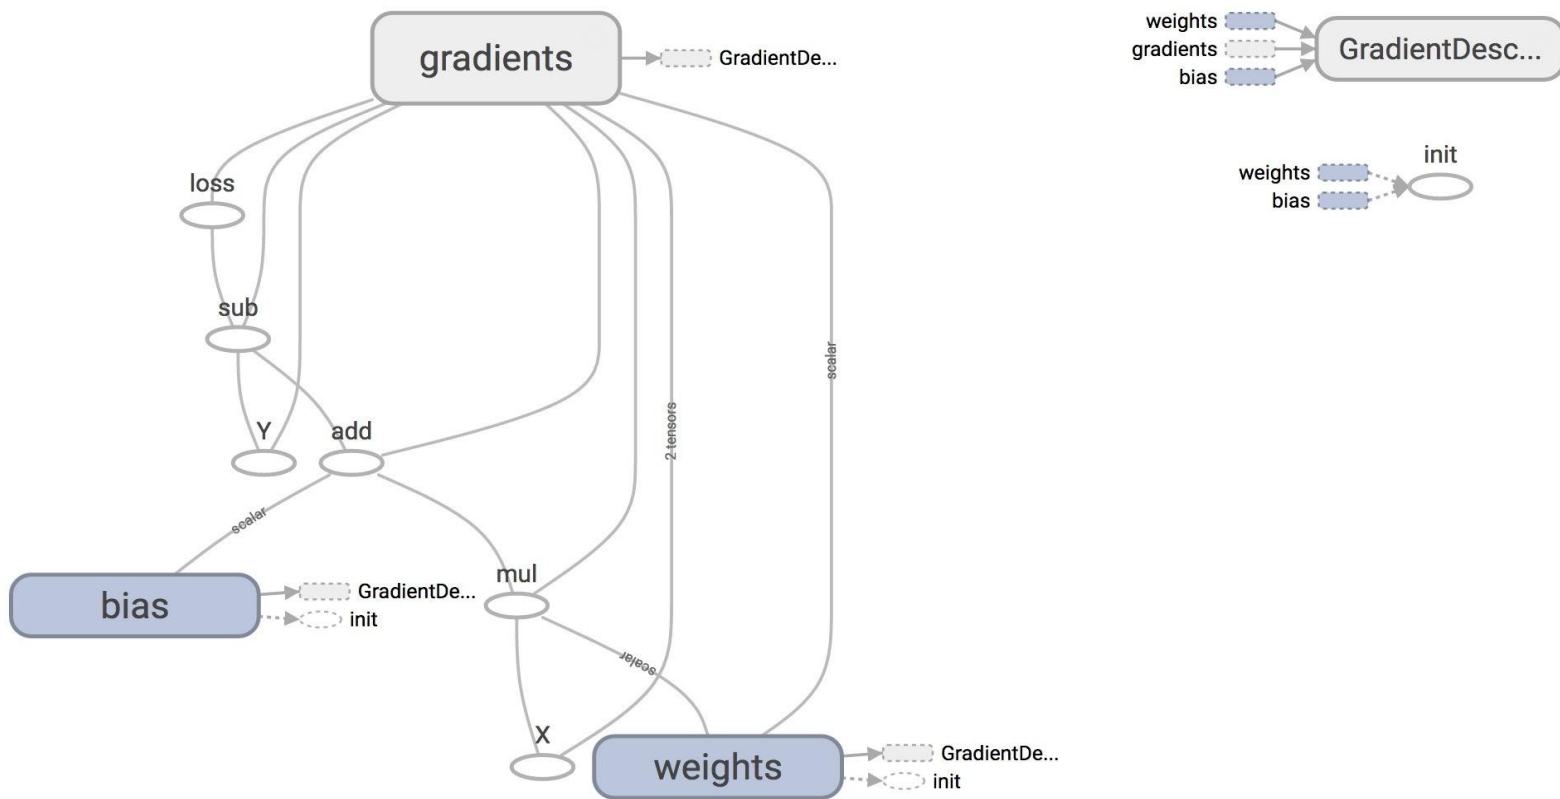 gradients
GradientDe...
weights
gradients
bias
GradientDesc...
loss
init
weights
bias
sub
scalar
2 tensors
Y
add
scalar
bias
GradientDe...
init
mul
scalar
X
weights
GradientDe...
init